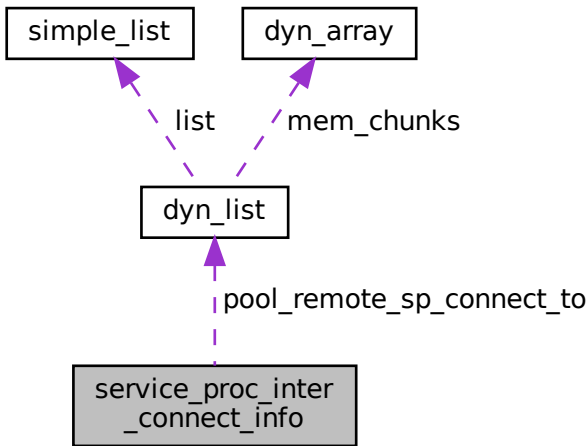 simple_list
dyn_array
list
mem_chunks
dyn_list
pool_remote_sp_connect_to
service_proc_inter
_connect_info